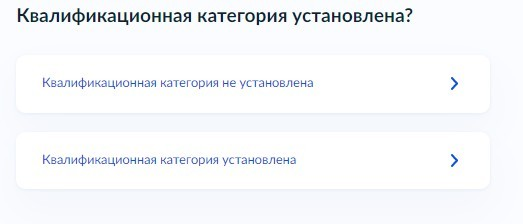 Квалификационная категория установлена?
Квалификационная категория не установлена
Квалификационная категория установлена